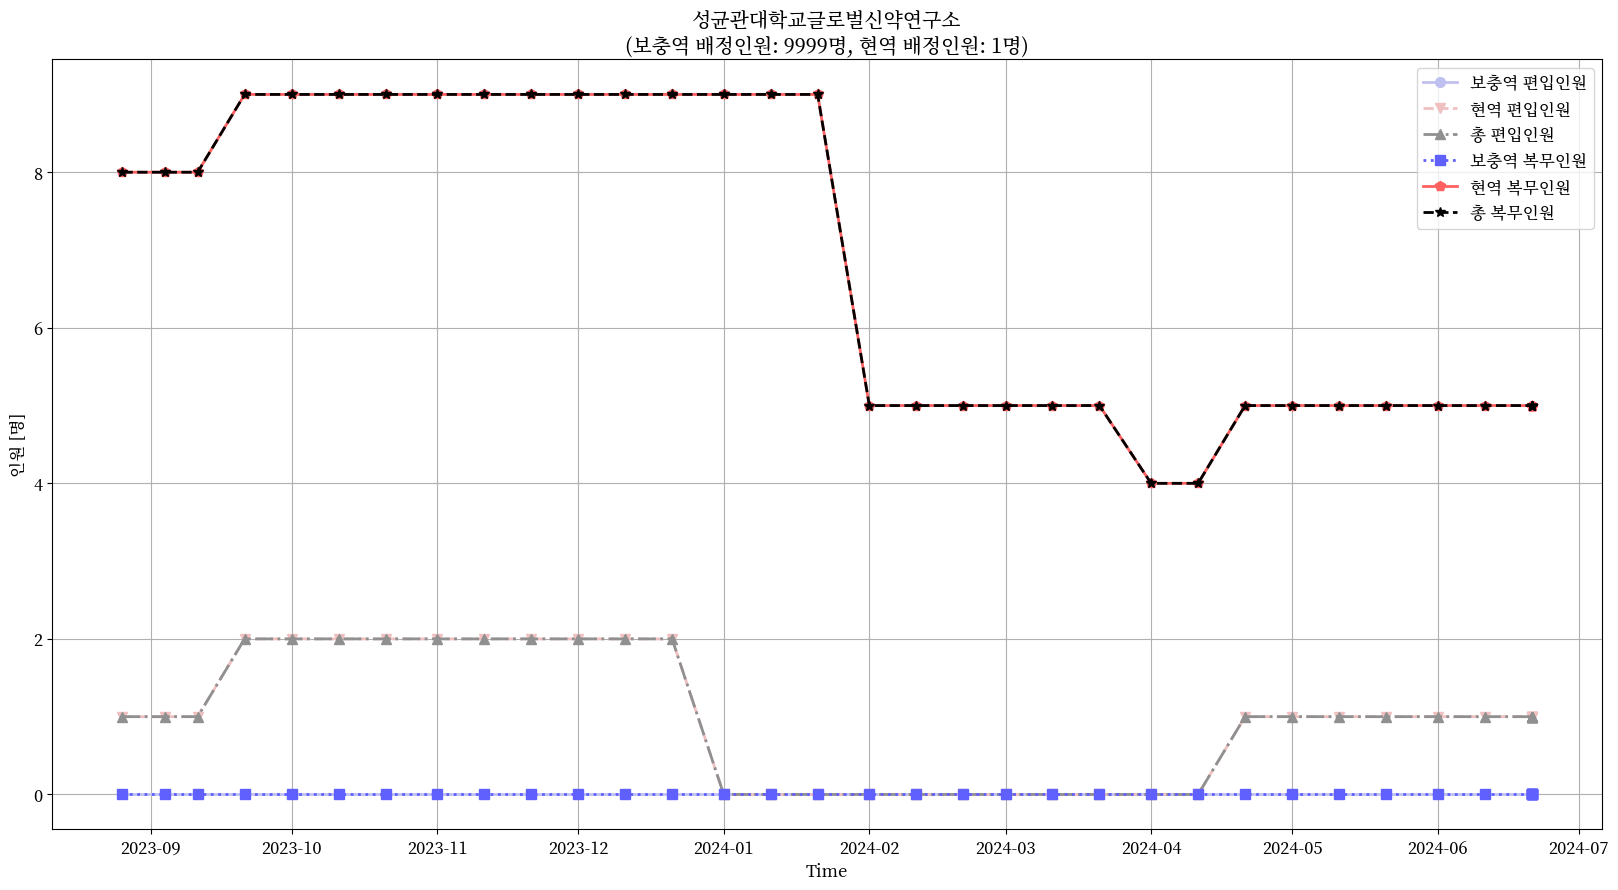 성균관대학교글로벌신약연구소
(보충역 배정인원: 9999명, 현역 배정인원: 1명)
보충역 편입인원
현역 편입인원
총 편입인원
보충역 복무인원
현역 복무인원
총 복무인원
인원 [명]
8
6
4
2
0
2023-09
2023-10
2023-11
2023-12
2024-01
2024-02
2024-03
2024-04
2024-05
2024-06
2024-07
Time